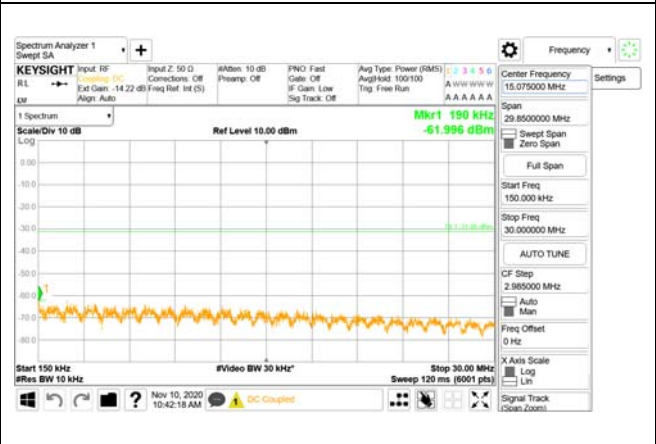 Spectrum Analyzer 1
Swept SA
Frequency
KEYSIGHT
RL
Input: RF
Coupling: DC
Ext Gain: -14.22 dB
Align: Auto
Input Z: 50 Ω
Corrections: Off
Freq Ref: Int (S)
#Atten: 10 dB
Preamp: Off
PNO: Fast
Gate: Off
IF Gain: Low
Sig Track: Off
Avg Type: Power (RMS)
Avg|Hold: 100/100
Trig: Free Run
1 2 3 4 5 6
A W W W W W
A A A A A A
1 Spectrum
Scale/Div 10 dB
Ref Level 10.00 dBm
Mkr1 190 kHz
-61.996 dBm
Log
0.00
-10.0
-20.0
-30.0
-40.0
-50.0
-60.0
-70.0
-80.0
1
Start 150 kHz
#Res BW 10 kHz
#Video BW 30 kHz*
Stop 30.00 MHz
Sweep 120 ms (6001 pts)
Nov 10, 2020
10:42:18 AM
DC Coupled
Settings
Center Frequency
15.075000 MHz
Span
29.8500000 MHz
Swept Span
Zero Span
Full Span
Start Freq
150.000 kHz
Stop Freq
30.000000 MHz
AUTO TUNE
CF Step
2.985000 MHz
Auto
Man
Freq Offset
0 Hz
X Axis Scale
Log
Lin
Signal Track
(Span Zoom)